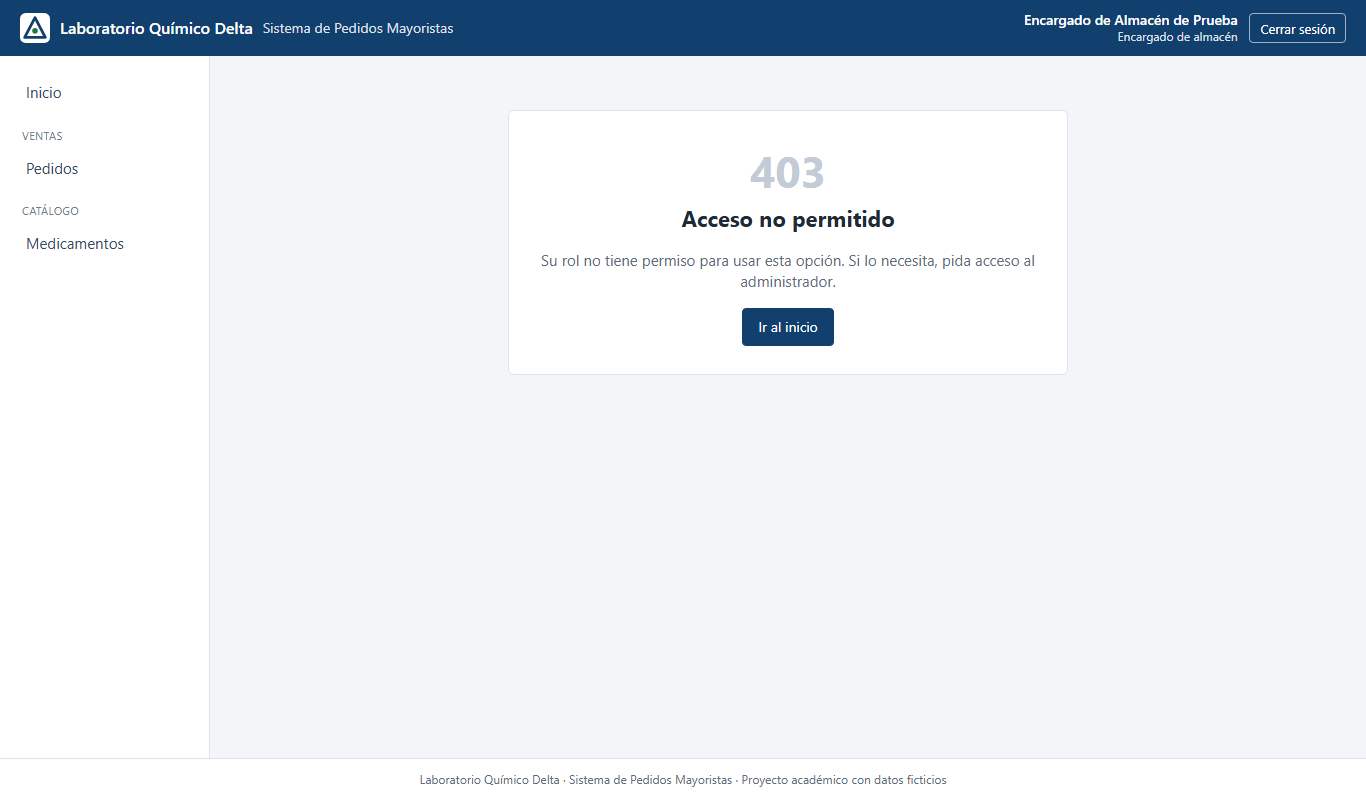 Laboratorio Químico Delta Sistema de Pedidos Mayoristas
Encargado de Almacén de Prueba
Encargado de almacén
Cerrar sesión
Inicio
VENTAS
Pedidos
CATÁLOGO
Medicamentos
403
Acceso no permitido
Su rol no tiene permiso para usar esta opción. Si lo necesita, pida acceso al
administrador.
Ir al inicio
Laboratorio Químico Delta · Sistema de Pedidos Mayoristas · Proyecto académico con datos ficticios